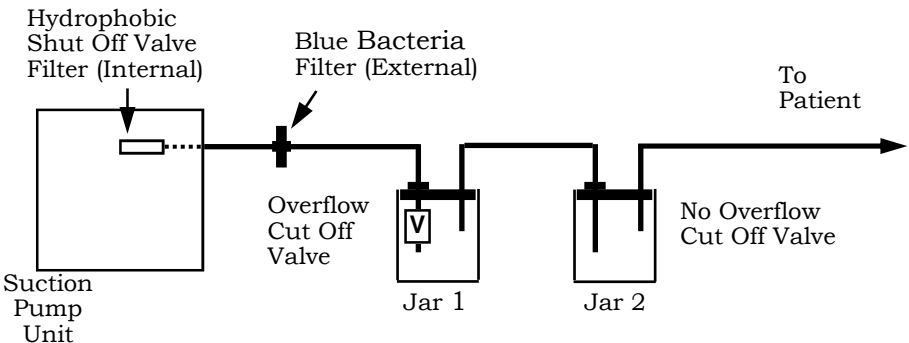 Hydrophobic
Shut Off Valve
Filter (Internal)
Blue Bacteria
Filter (External)
To
Patient
Overflow
Cut Off
Valve
V
No Overflow
Cut Off Valve
Suction
Pump
Unit
Jar 1
Jar 2